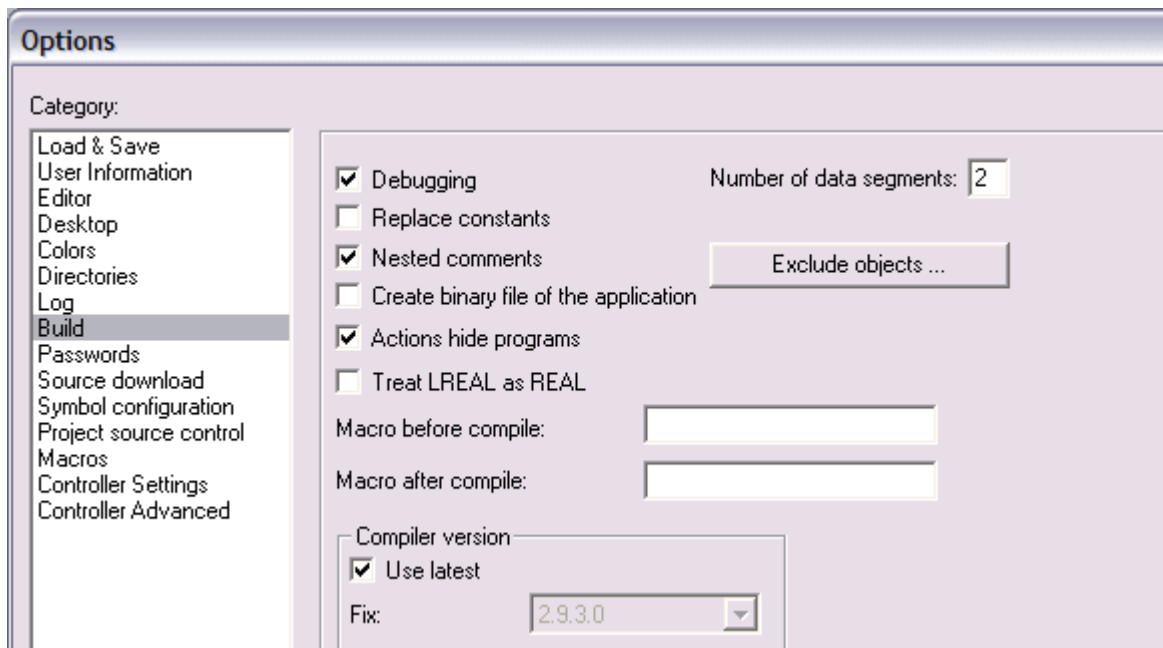 Options
Category:
Load & Save
User Information
Editor
Desktop
Colors
Directories
Log
Build
Passwords
Source download
Symbol configuration
Project source control
Macros
Controller Settings
Controller Advanced
Debugging
Number of data segments: 2
Replace constants
Nested comments
Exclude objects ...
Create binary file of the application
Actions hide programs
Treat LREAL as REAL
Macro before compile:
Macro after compile:
Compiler version
Use latest
Fix: 2.9.3.0